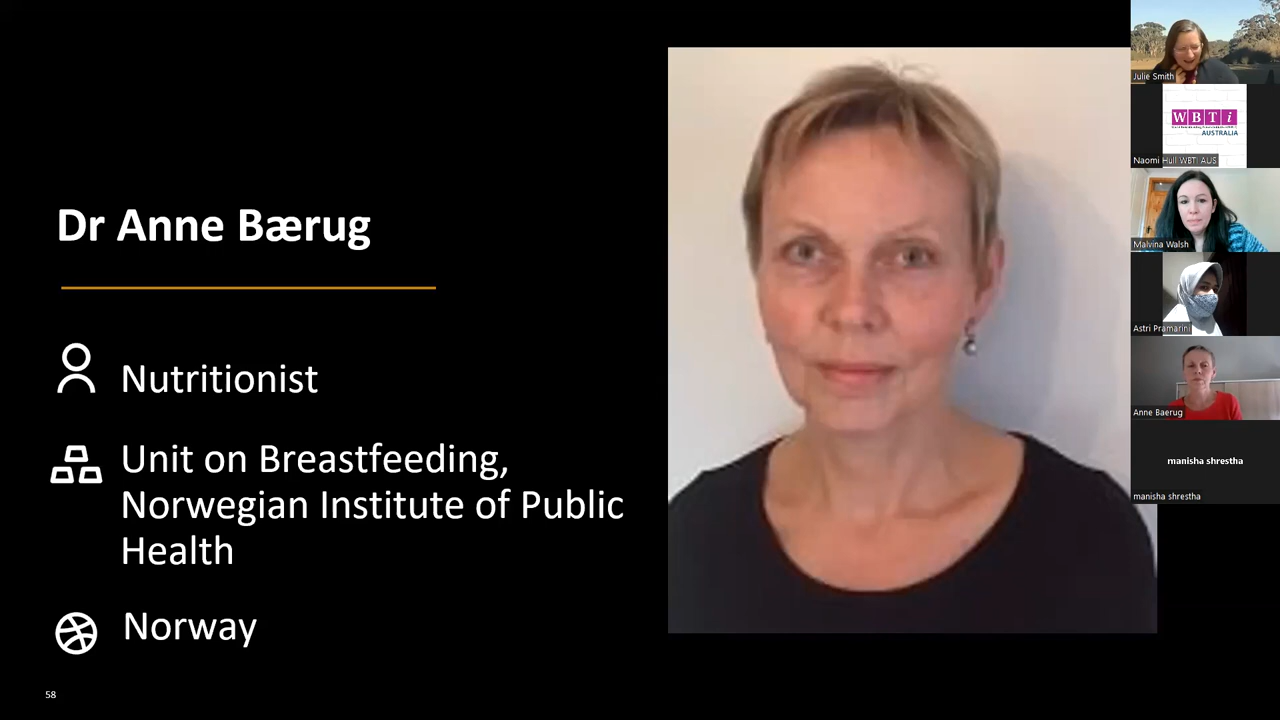 Dr Anne Bærug
Nutritionist
Unit on Breastfeeding,
Norwegian Institute of Public
Health
Norway
58
Julie Smith
WBTi
AUSTRALIA
Naomi Hull WBTI AUS
Malvina Walsh
Astri Pramarini
Anne Baerug
manisha shrestha
manisha shrestha